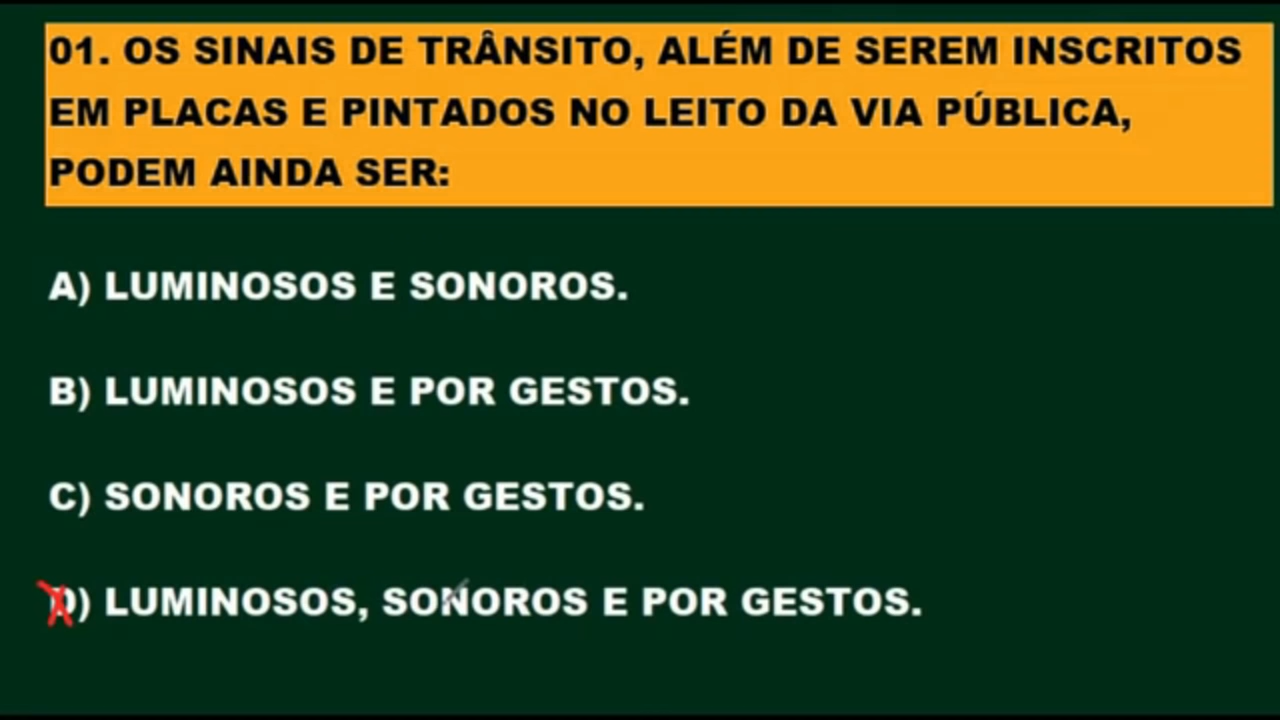 01. OS SINAIS DE TRÂNSITO, ALÉM DE SEREM INSCRITOS
EM PLACAS E PINTADOS NO LEITO DA VIA PÚBLICA,
PODEM AINDA SER:
A) LUMINOSOS E SONOROS.
B) LUMINOSOS E POR GESTOS.
C) SONOROS E POR GESTOS.
D) LUMINOSOS, SONOROS E POR GESTOS.